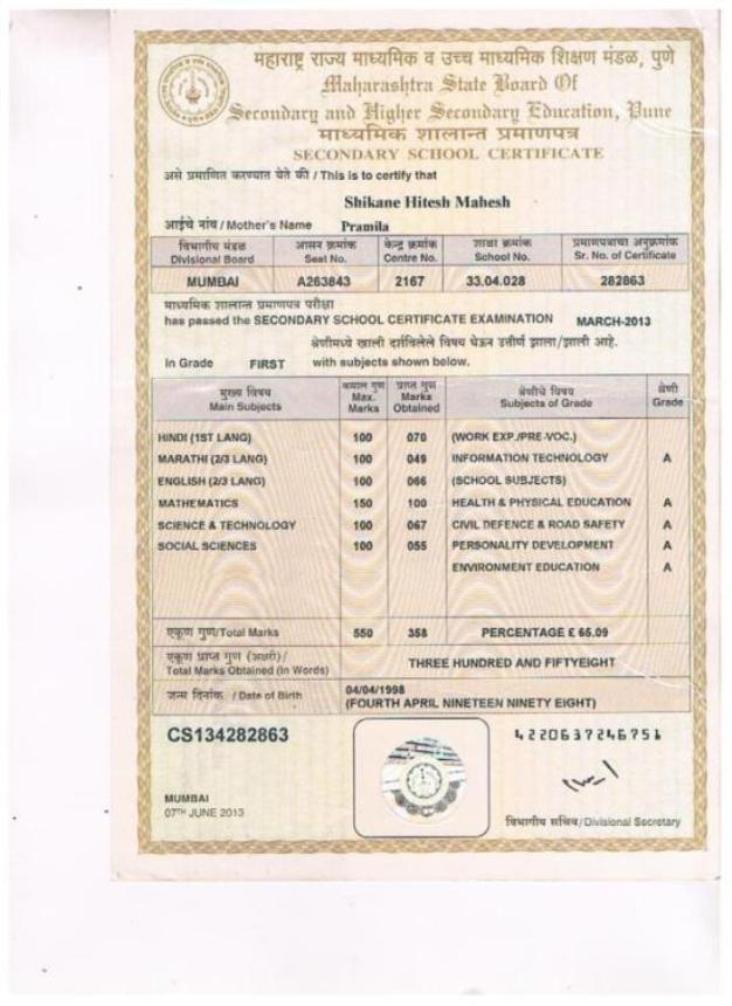 महाराष्ट्र राज्य माध्यमिक व उच्च माध्यमिक शिक्षण मंडळ, पुणे
Maharashtra State Board Of
Secondary and Higher Secondary Education, Pune
माध्यमिक शालान्त प्रमाणपत्र
SECONDARY SCHOOL CERTIFICATE
असे प्रमाणित करण्यात येते की / This is to certify that
Shikane Hitesh Mahesh
आईचे नांव / Mother's Name Pramila
विभागीय मंडळ आसन क्रमांक केन्द्र क्रमांक शाळा क्रमांक प्रमाणपत्राचा अनुक्रमांक
Divisional Board Seat No. Centre No. School No. Sr. No. of Certificate
MUMBAI A263843 2167 33.04.028 282863
माध्यमिक शालान्त प्रमाणपत्र परीक्षा
has passed the SECONDARY SCHOOL CERTIFICATE EXAMINATION MARCH-2013
श्रेणीमध्ये खाली दर्शविलेले विषय घेऊन उत्तीर्ण झाला/झाली आहे.
in Grade FIRST with subjects shown below.
मुख्य विषय कमाल गुण प्राप्त गुण श्रेणीचे विषय श्रेणी
Main Subjects Max. Marks Marks Obtained Subjects of Grade Grade
HINDI (1ST LANG) 100 070 (WORK EXP./PRE-VOC.)
MARATHI (2/3 LANG) 100 049 INFORMATION TECHNOLOGY A
ENGLISH (2/3 LANG) 100 066 (SCHOOL SUBJECTS)
MATHEMATICS 150 100 HEALTH & PHYSICAL EDUCATION A
SCIENCE & TECHNOLOGY 100 067 CIVIL DEFENCE & ROAD SAFETY A
SOCIAL SCIENCES 100 055 PERSONALITY DEVELOPMENT A
ENVIRONMENT EDUCATION A
एकूण गुण/Total Marks 550 358 PERCENTAGE £ 65.09
एकूण प्राप्त गुण (अक्षरी)/
Total Marks Obtained (in Words) THREE HUNDRED AND FIFTYEIGHT
जन्म दिनांक / Date of Birth 04/04/1998
(FOURTH APRIL NINETEEN NINETY EIGHT)
CS134282863 4220637246751
MUMBAI
07TH JUNE 2013
विभागीय सचिव/Divisional Secretary